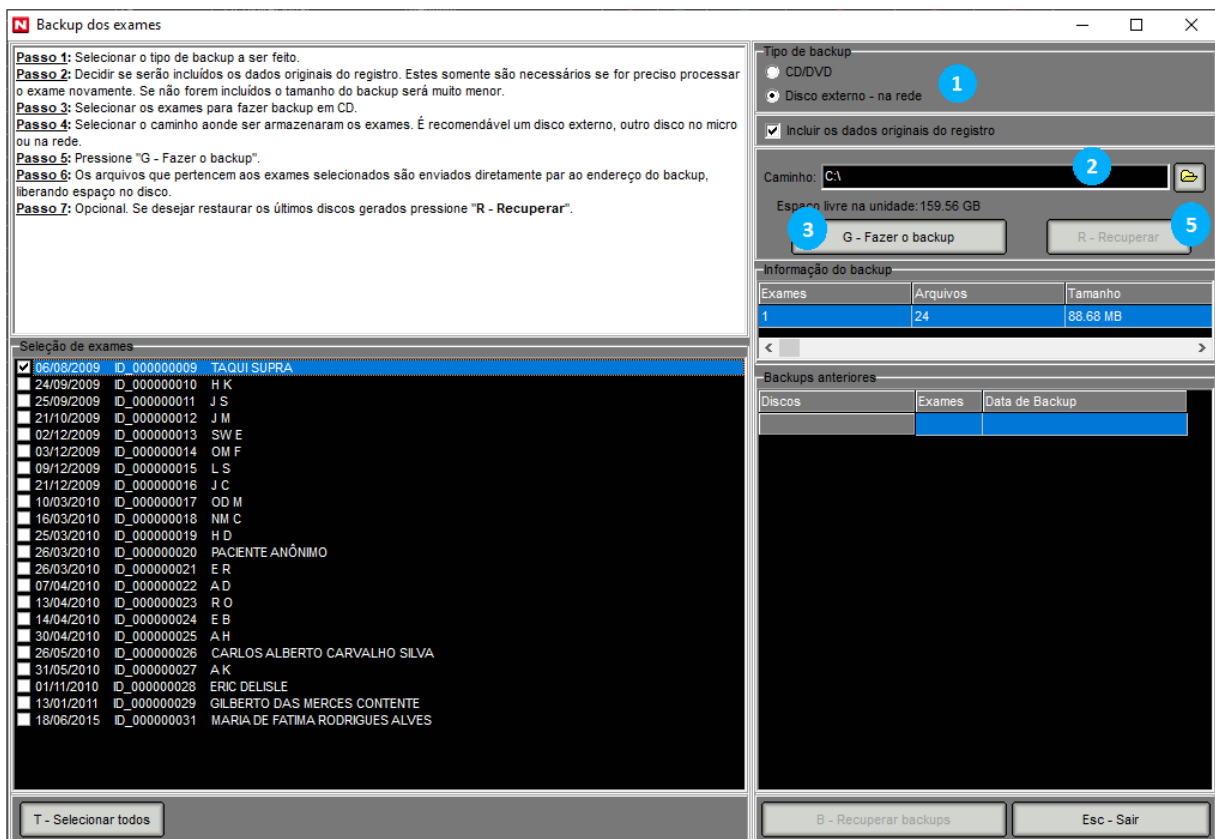 Backup dos exames
Passo 1: Selecionar o tipo de backup a ser feito.
Passo 2: Decidir se serão incluídos os dados originais do registro. Estes somente são necessários se for preciso processar
o exame novamente. Se não forem incluídos o tamanho do backup será muito menor.
Passo 3: Selecionar os exames para fazer backup em CD.
Passo 4: Selecionar o caminho aonde ser armazenaram os exames. É recomendável um disco externo, outro disco no micro
ou na rede.
Passo 5: Pressione "G - Fazer o backup".
Passo 6: Os arquivos que pertencem aos exames selecionados são enviados diretamente par ao endereço do backup,
liberando espaço no disco.
Passo 7: Opcional. Se desejar restaurar os últimos discos gerados pressione "R - Recuperar".
Tipo de backup
CD/DVD
Disco externo - na rede
1
Incluir os dados originais do registro
Caminho: C:\
2
Espaço livre na unidade: 159.56 GB
3
G - Fazer o backup
R - Recuperar
5
Informação do backup
Exames Arquivos Tamanho
1 24 88.68 MB
Seleção de exames
06/08/2009 ID_000000009 TAQUI SUPRA
24/09/2009 ID_000000010 H K
25/09/2009 ID_000000011 J S
21/10/2009 ID_000000012 J M
02/12/2009 ID_000000013 SW E
03/12/2009 ID_000000014 OM F
09/12/2009 ID_000000015 L S
21/12/2009 ID_000000016 J C
10/03/2010 ID_000000017 OD M
16/03/2010 ID_000000018 NM C
25/03/2010 ID_000000019 H D
26/03/2010 ID_000000020 PACIENTE ANÔNIMO
26/03/2010 ID_000000021 E R
07/04/2010 ID_000000022 A D
13/04/2010 ID_000000023 R O
14/04/2010 ID_000000024 E B
30/04/2010 ID_000000025 A H
26/05/2010 ID_000000026 CARLOS ALBERTO CARVALHO SILVA
31/05/2010 ID_000000027 A K
01/11/2010 ID_000000028 ERIC DELISLE
13/01/2011 ID_000000029 GILBERTO DAS MERCES CONTENTE
18/06/2015 ID_000000031 MARIA DE FATIMA RODRIGUES ALVES
Backups anteriores
Discos Exames Data de Backup
T - Selecionar todos
B - Recuperar backups
Esc - Sair